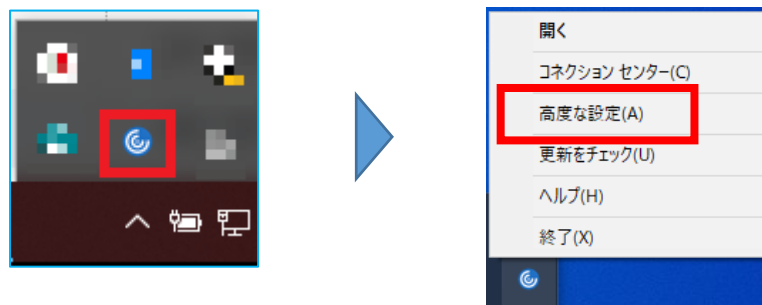 開く
コネクション センター(C)
高度な設定(A)
更新をチェック(U)
ヘルプ(H)
終了(X)